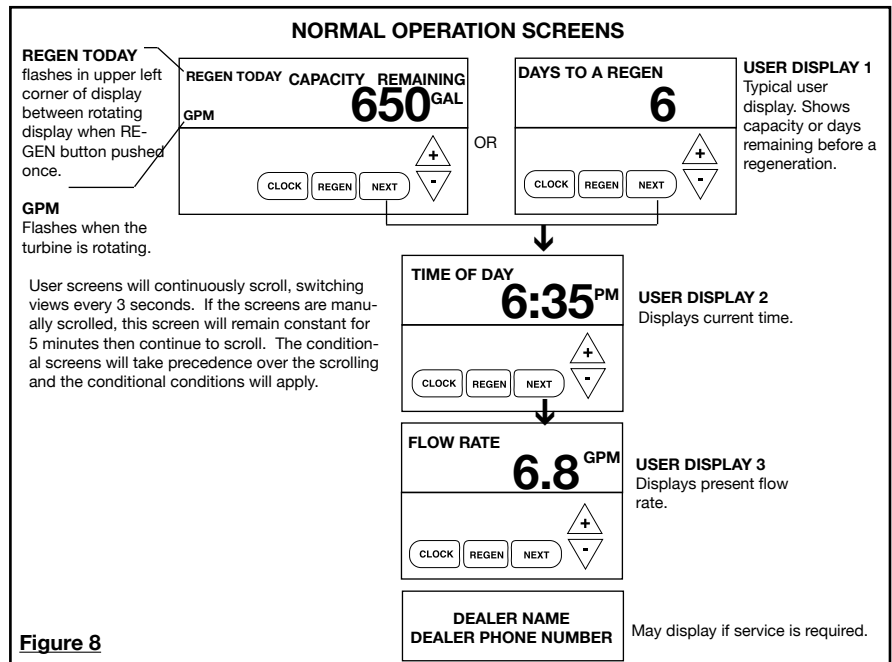 NORMAL OPERATION SCREENS
REGEN TODAY
flashes in upper left
corner of display
between rotating
display when RE-
GEN button pushed
once.
GPM
Flashes when the
turbine is rotating.
REGEN TODAY CAPACITY REMAINING
650 GAL
GPM
+
-
CLOCK REGEN NEXT
OR
DAYS TO A REGEN
6
+
-
CLOCK REGEN NEXT
USER DISPLAY 1
Typical user
display. Shows
capacity or days
remaining before a
regeneration.
User screens will continuously scroll, switching
views every 3 seconds. If the screens are manu-
ally scrolled, this screen will remain constant for
5 minutes then continue to scroll. The condition-
al screens will take precedence over the scrolling
and the conditional conditions will apply.
TIME OF DAY
6:35 PM
+
-
CLOCK REGEN NEXT
USER DISPLAY 2
Displays current time.
FLOW RATE
6.8 GPM
+
-
CLOCK REGEN NEXT
USER DISPLAY 3
Displays present flow
rate.
DEALER NAME
DEALER PHONE NUMBER
May display if service is required.
Figure 8